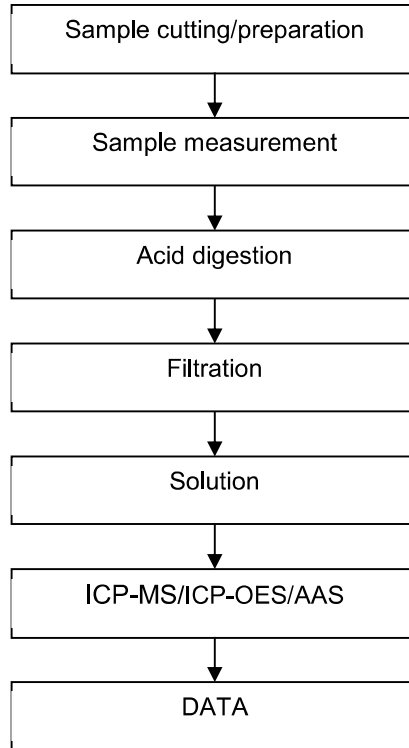 Sample cutting/preparation
Sample measurement
Acid digestion
Filtration
Solution
ICP-MS/ICP-OES/AAS
DATA